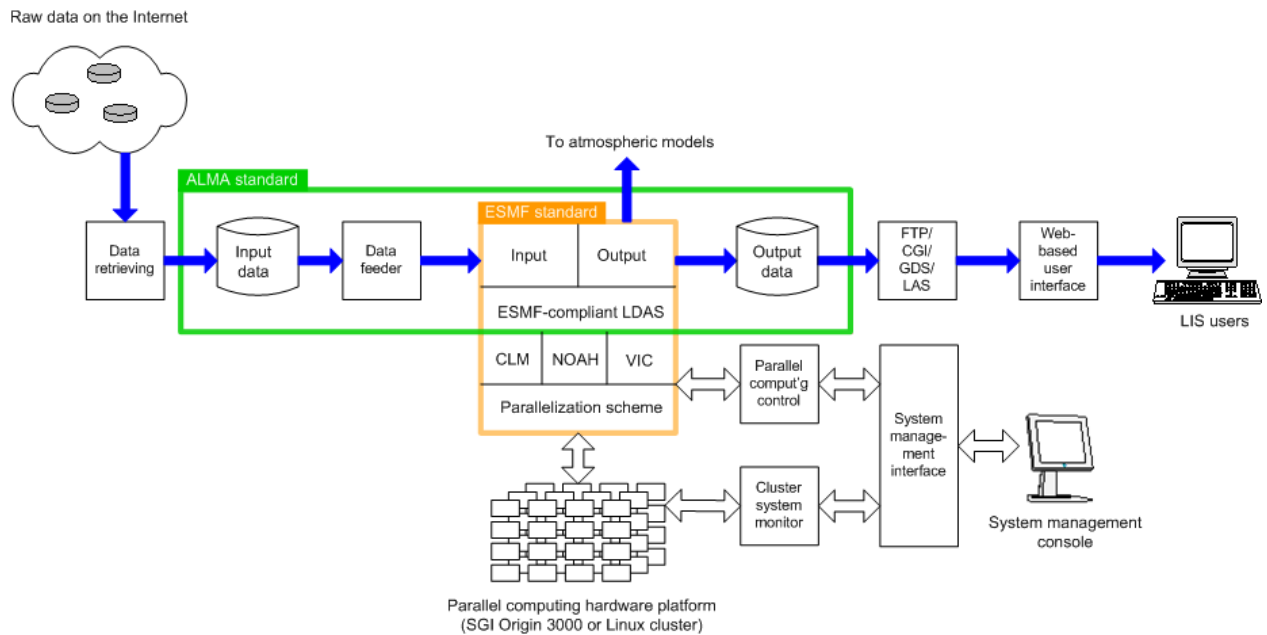 Raw data on the Internet
To atmospheric models
ALMA standard
ESMF standard
Data
retrieving
Input
data
Data
feeder
Input
Output
Output
data
FTP/
CGI/
GDS/
LAS
Web-
based
user
interface
LIS users
ESMF-compliant LDAS
CLM
NOAH
VIC
Parallelization scheme
Parallel
comput'g
control
System
manage-
ment
interface
Cluster
system
monitor
System management
console
Parallel computing hardware platform
(SGI Origin 3000 or Linux cluster)